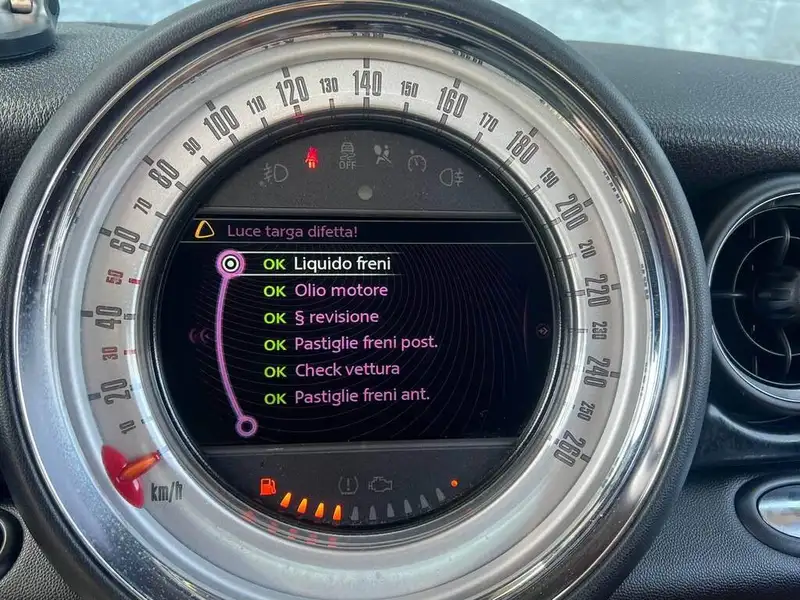 10
20
30
40
50
60
70
80
90
100
110
120
130
140
150
160
170
180
190
200
210
220
230
240
250
260
km/h
OFF
Luce targa difetta!
OK Liquido freni
OK Olio motore
OK § revisione
OK Pastiglie freni post.
OK Check vettura
OK Pastiglie freni ant.